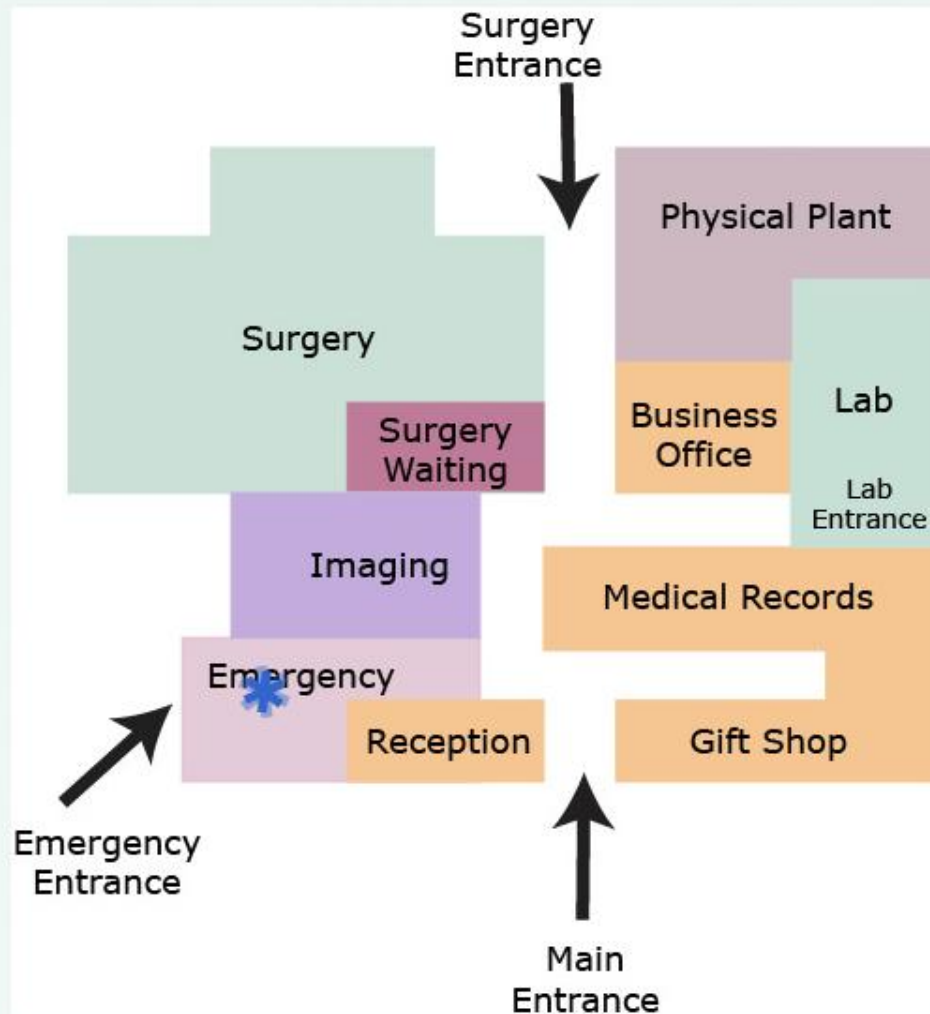 Surgery
Entrance
Physical Plant
Surgery
Surgery
Waiting
Business
Office
Lab
Lab
Entrance
Imaging
Medical Records
Emergency
Reception
Gift Shop
Emergency
Entrance
Main
Entrance